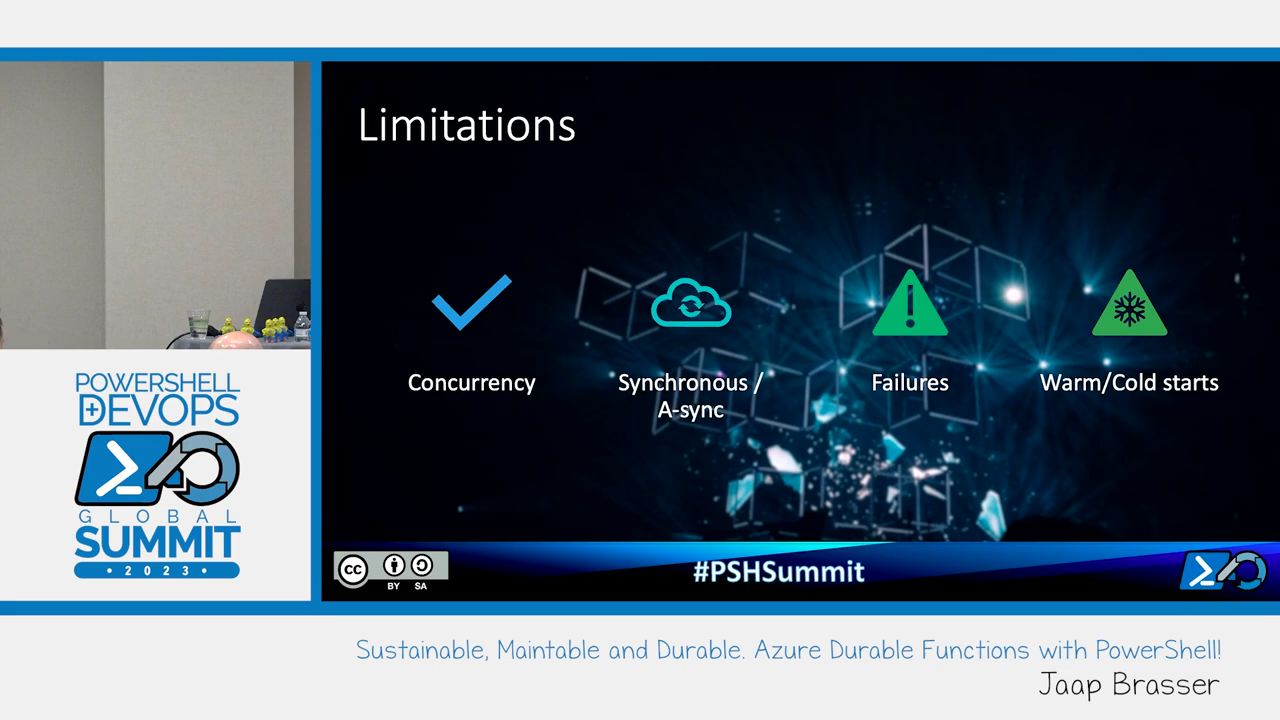 Limitations
Concurrency
Synchronous /
A-sync
Failures
Warm/Cold starts
POWERSHELL
+DEVOPS
GLOBAL
SUMMIT
• 2023 •
cc
BY SA
#PSHSummit
Sustainable, Maintable and Durable. Azure Durable Functions with PowerShell!
Jaap Brasser